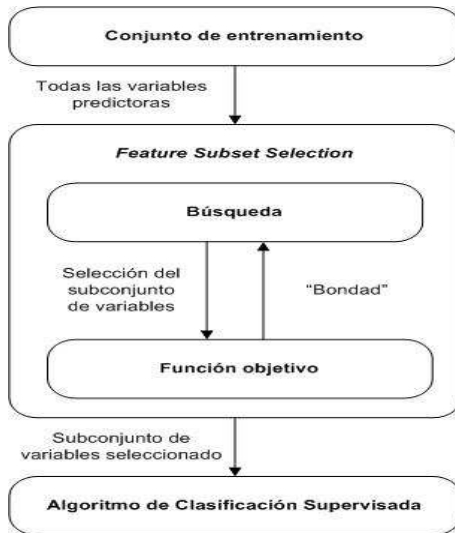 Conjunto de entrenamiento
Todas las variables
predictoras
Feature Subset Selection
Búsqueda
Selección del
subconjunto
de variables
"Bondad"
Función objetivo
Subconjunto de
variables seleccionado
Algoritmo de Clasificación Supervisada